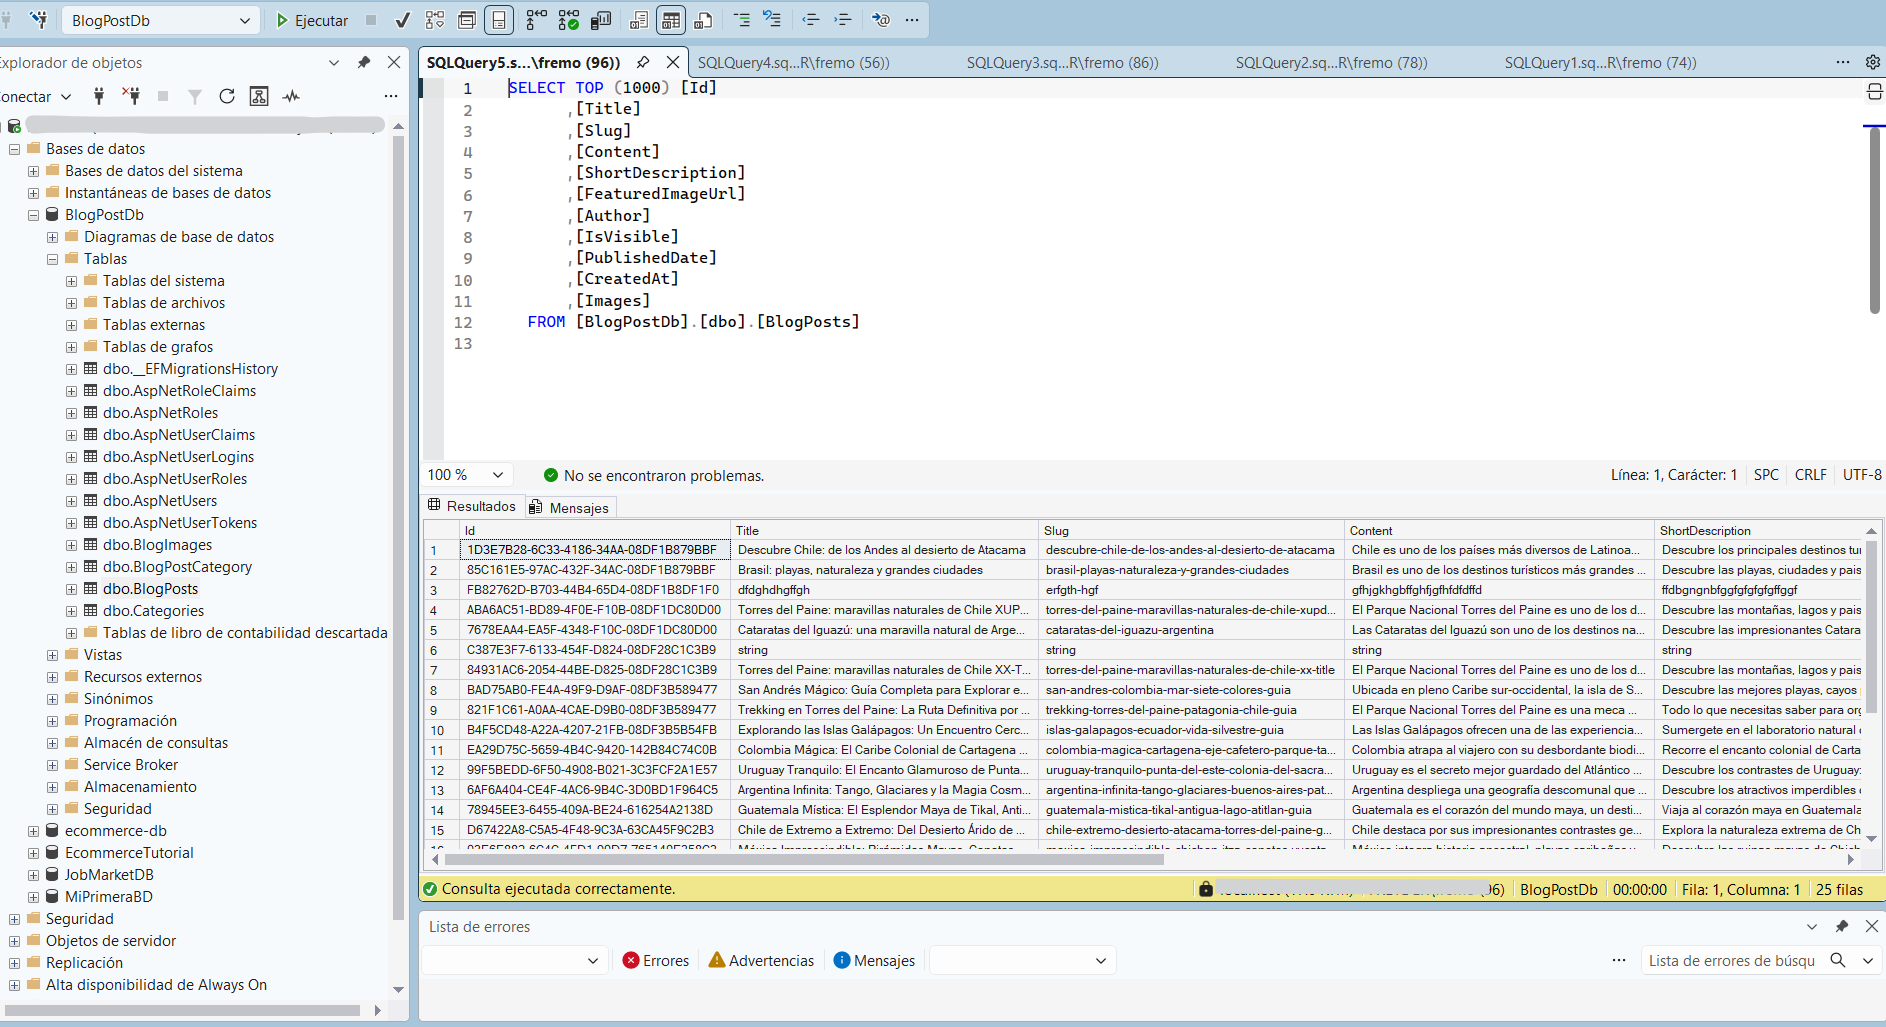 BlogPostDb
Ejecutar
Explorador de objetos
Conectar
Bases de datos
Bases de datos del sistema
Instantáneas de bases de datos
BlogPostDb
Diagramas de base de datos
Tablas
Tablas del sistema
Tablas de archivos
Tablas externas
Tablas de grafos
dbo.__EFMigrationsHistory
dbo.AspNetRoleClaims
dbo.AspNetRoles
dbo.AspNetUserClaims
dbo.AspNetUserLogins
dbo.AspNetUserRoles
dbo.AspNetUsers
dbo.AspNetUserTokens
dbo.BlogImages
dbo.BlogPostCategory
dbo.BlogPosts
dbo.Categories
Tablas de libro de contabilidad descartada
Vistas
Recursos externos
Sinónimos
Programación
Almacén de consultas
Service Broker
Almacenamiento
Seguridad
ecommerce-db
EcommerceTutorial
JobMarketDB
MiPrimeraBD
Seguridad
Objetos de servidor
Replicación
Alta disponibilidad de Always On
SQLQuery5.s...\fremo (96)) SQLQuery4.sq...R\fremo (56)) SQLQuery3.sq...R\fremo (86)) SQLQuery2.sq...R\fremo (78)) SQLQuery1.sq...R\fremo (74))
1 SELECT TOP (1000) [Id]
2 ,[Title]
3 ,[Slug]
4 ,[Content]
5 ,[ShortDescription]
6 ,[FeaturedImageUrl]
7 ,[Author]
8 ,[IsVisible]
9 ,[PublishedDate]
10 ,[CreatedAt]
11 ,[Images]
12 FROM [BlogPostDb].[dbo].[BlogPosts]
13
100 % No se encontraron problemas. Línea: 1, Carácter: 1 SPC CRLF UTF-8
Resultados Mensajes
Id Title Slug Content ShortDescription
1 1D3E7B28-6C33-4186-34AA-08DF1B879BBF Descubre Chile: de los Andes al desierto de Atacama descubre-chile-de-los-andes-al-desierto-de-atacama Chile es uno de los países más diversos de Latinoa... Descubre los principales destinos tu
2 85C161E5-97AC-432F-34AC-08DF1B879BBF Brasil: playas, naturaleza y grandes ciudades brasil-playas-naturaleza-y-grandes-ciudades Brasil es uno de los destinos turísticos más grandes ... Descubre las playas, ciudades y pais
3 FB82762D-B703-44B4-65D4-08DF1B8DF1F0 dfdghdhgffgh erfgth-hgf gfhjgkhgbffghfjgfhfdfdffd ffdbgngnbfggfgfgfgfgffggf
4 ABA6AC51-BD89-4F0E-F10B-08DF1DC80D00 Torres del Paine: maravillas naturales de Chile XUP... torres-del-paine-maravillas-naturales-de-chile-xupd... El Parque Nacional Torres del Paine es uno de los d... Descubre las montañas, lagos y pais
5 7678EAA4-EA5F-4348-F10C-08DF1DC80D00 Cataratas del Iguazú: una maravilla natural de Arge... cataratas-del-iguazu-argentina Las Cataratas del Iguazú son uno de los destinos na... Descubre las impresionantes Catara
6 C387E3F7-6133-454F-D824-08DF28C1C3B9 string string string string
7 84931AC6-2054-44BE-D825-08DF28C1C3B9 Torres del Paine: maravillas naturales de Chile XX-T... torres-del-paine-maravillas-naturales-de-chile-xx-title El Parque Nacional Torres del Paine es uno de los d... Descubre las montañas, lagos y pais
8 BAD75AB0-FE4A-49F9-D9AF-08DF3B589477 San Andrés Mágico: Guía Completa para Explorar e... san-andres-colombia-mar-siete-colores-guia Ubicada en pleno Caribe sur-occidental, la isla de S... Descubre las mejores playas, cayos
9 821F1C61-A0AA-4CAE-D9B0-08DF3B589477 Trekking en Torres del Paine: La Ruta Definitiva por ... trekking-torres-del-paine-patagonia-chile-guia El Parque Nacional Torres del Paine es una meca ... Todo lo que necesitas saber para org
10 B4F5CD48-A22A-4207-21FB-08DF3B5B54FB Explorando las Islas Galápagos: Un Encuentro Cerc... islas-galapagos-ecuador-vida-silvestre-guia Las Islas Galápagos ofrecen una de las experiencia... Sumergete en el laboratorio natural
11 EA29D75C-5659-4B4C-9420-142B84C74C0B Colombia Mágica: El Caribe Colonial de Cartagena ... colombia-magica-cartagena-eje-cafetero-parque-ta... Colombia atrapa al viajero con su desbordante biodi... Recorre el encanto colonial de Carta
12 99F5BEDD-6F50-4908-B021-3C3FCF2A1E57 Uruguay Tranquilo: El Encanto Glamuroso de Punta... uruguay-tranquilo-punta-del-este-colonia-del-sacra... Uruguay es el secreto mejor guardado del Atlántico ... Descubre los contrastes de Uruguay:
13 6AF6A404-CE4F-4AC6-9B4C-3D0BD1F964C5 Argentina Infinita: Tango, Glaciares y la Magia Cosm... argentina-infinita-tango-glaciares-buenos-aires-pat... Argentina despliega una geografía descomunal que ... Descubre los atractivos imperdibles
14 78945EE3-6455-409A-BE24-616254A2138D Guatemala Mística: El Esplendor Maya de Tikal, Anti... guatemala-mistica-tikal-antigua-lago-atitlan-guia Guatemala es el corazón del mundo maya, un desti... Viaja al corazón maya en Guatemala
15 D67422A8-C5A5-4F48-9C3A-63CA45F9C2B3 Chile de Extremo a Extremo: Del Desierto Árido de ... chile-extremo-desierto-atacama-torres-del-paine-g... Chile destaca por sus impresionantes contrastes ge... Explora la naturaleza extrema de Ch
Consulta ejecutada correctamente. BlogPostDb 00:00:00 Fila: 1, Columna: 1 25 filas
Lista de errores
Errores Advertencias Mensajes Lista de errores de búsqu